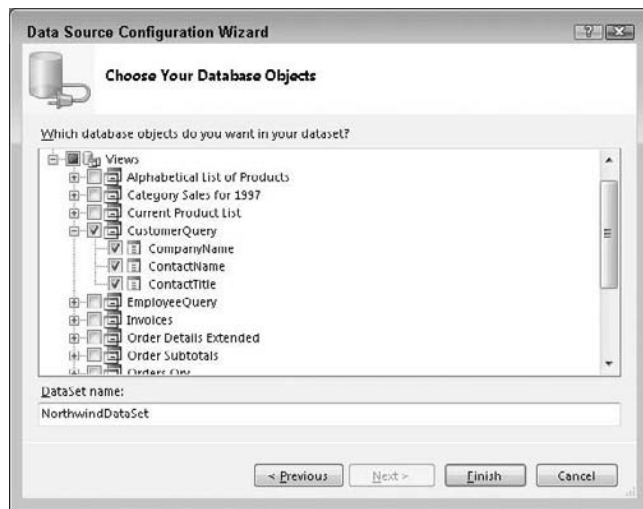 Data Source Configuration Wizard
Choose Your Database Objects
Which database objects do you want in your dataset?
Views
Alphabetical List of Products
Category Sales for 1997
Current Product List
CustomerQuery
CompanyName
ContactName
ContactTitle
EmployeeQuery
Invoices
Order Details Extended
Order Subtotals
Orders Qry
DataSet name:
NorthwindDataSet
< Previous
Next >
Finish
Cancel